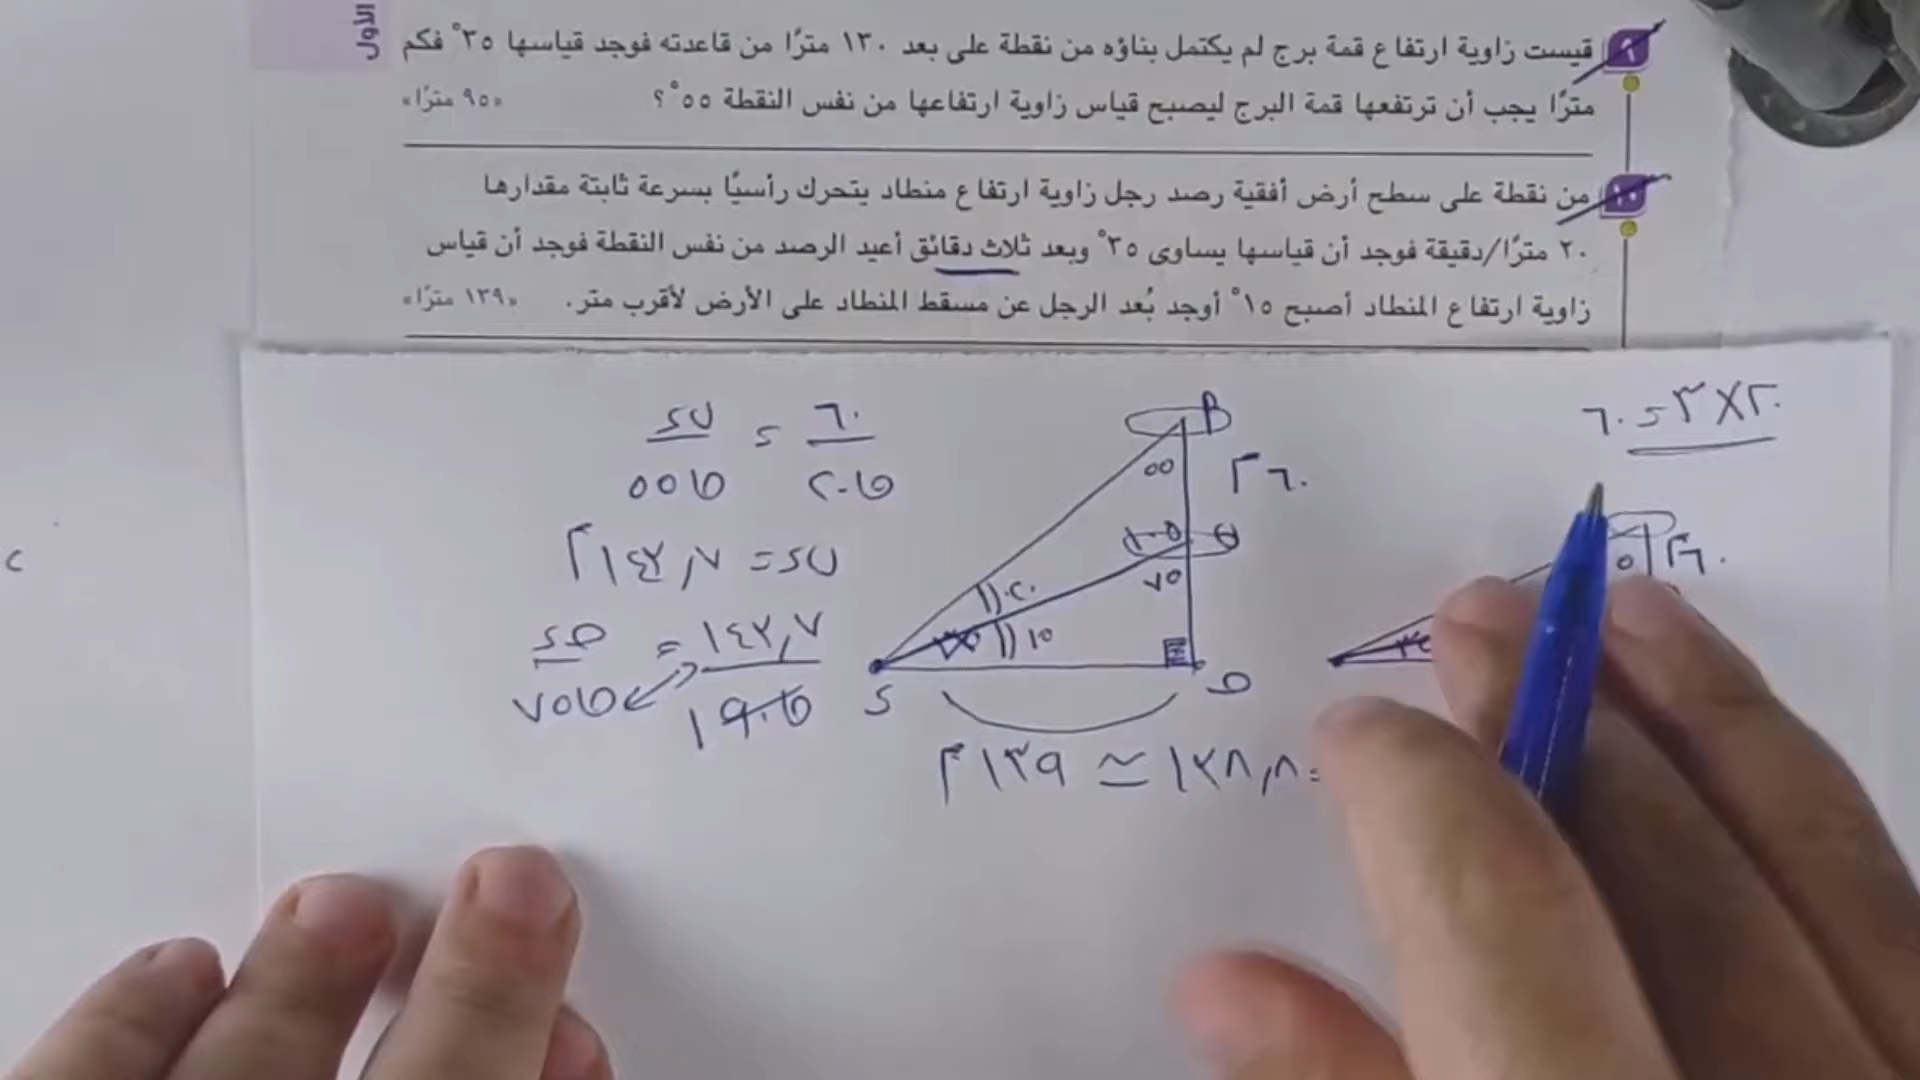 الأول
٩ قيست زاوية ارتفاع قمة برج لم يكتمل بناؤه من نقطة على بعد ١٣٠ مترًا من قاعدته فوجد قياسها ٣٥° فكم
مترًا يجب أن ترتفعها قمة البرج ليصبح قياس زاوية ارتفاعها من نفس النقطة ٥٥°؟ «٩٥ مترًا»
١٠ من نقطة على سطح أرض أفقية رصد رجل زاوية ارتفاع منطاد يتحرك رأسيًا بسرعة ثابتة مقدارها
٢٠ مترًا/دقيقة فوجد أن قياسها يساوى ٣٥° وبعد ثلاث دقائق أعيد الرصد من نفس النقطة فوجد أن قياس
زاوية ارتفاع المنطاد أصبح ١٥° أوجد بُعد الرجل عن مسقط المنطاد على الأرض لأقرب متر. «١٣٩ مترًا»
٢٠×٣=٦٠
٦٠ م
٥٥
٧٥
٢٠
١٥
١٣٨,٨ ≃ ١٣٩ م
٦٠
١٤٢,٧ م
١٤٢,٧
٦٠ م